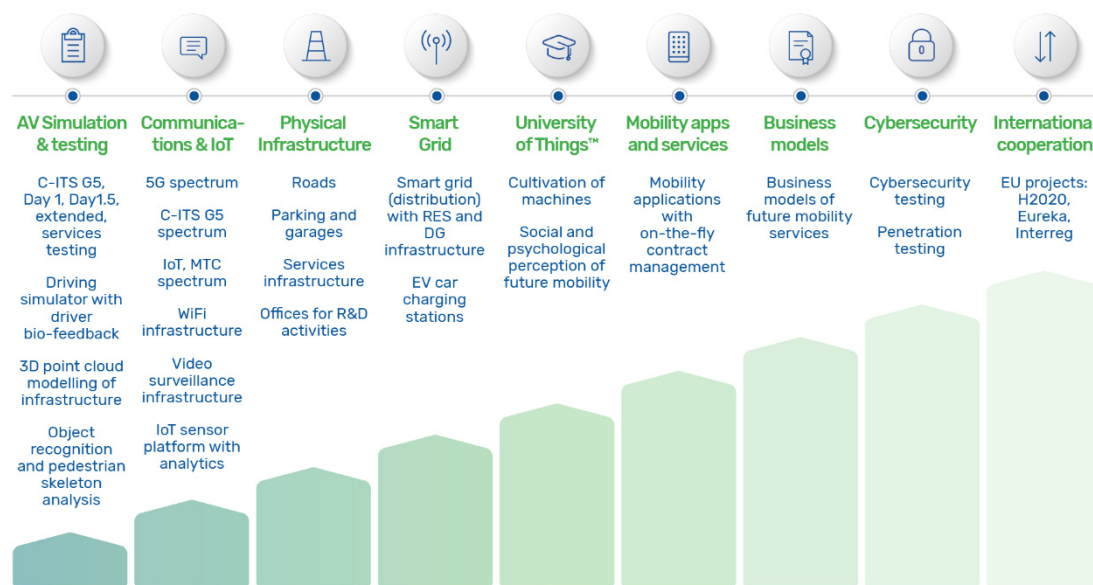 AV Simulation
& testing
C-ITS G5,
Day 1, Day1.5,
extended,
services
testing
Driving
simulator with
driver
bio-feedback
3D point cloud
modelling of
infrastructure
Object
recognition
and pedestrian
skeleton
analysis
Communica-
tions & IoT
5G spectrum
C-ITS G5
spectrum
IoT, MTC
spectrum
WiFi
infrastructure
Video
surveillance
infrastructure
IoT sensor
platform with
analytics
Physical
Infrastructure
Roads
Parking and
garages
Services
infrastructure
Offices for R&D
activities
Smart
Grid
Smart grid
(distribution)
with RES and
DG
infrastructure
EV car
charging
stations
University
of Things™
Cultivation of
machines
Social and
psychological
perception of
future mobility
Mobility apps
and services
Mobility
applications
with
on-the-fly
contract
management
Business
models
Business
models of
future mobility
services
0
Cybersecurity
Cybersecurity
testing
Penetration
testing
Internationa
cooperation
EU projects:
H2020,
Eureka,
Interreg